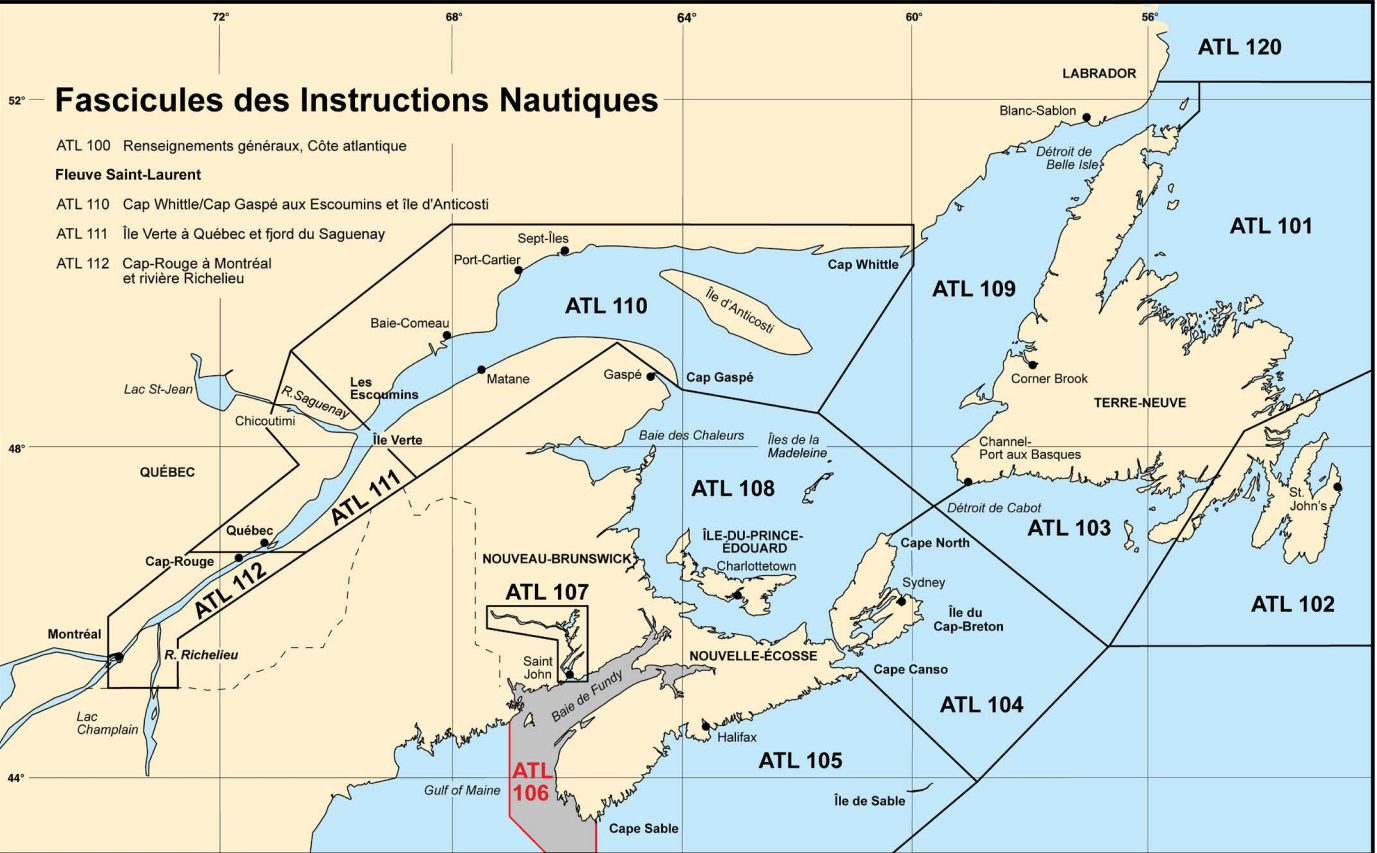 72°
68°
64°
60°
56°
ATL 120
LABRADOR
52°
Fascicules des Instructions Nautiques
Blanc-Sablon
ATL 100 Renseignements généraux, Côte atlantique
Détroit de
Belle Isle
Fleuve Saint-Laurent
ATL 110 Cap Whittle/Cap Gaspé aux Escoumins et île d'Anticosti
ATL 111 Île Verte à Québec et fjord du Saguenay
ATL 112 Cap-Rouge à Montréal
et rivière Richelieu
ATL 101
Sept-Îles
Port-Cartier
Cap Whittle
ATL 109
ATL 110
Île d'Anticosti
Baie-Comeau
Matane
Gaspé
Cap Gaspé
Corner Brook
TERRE-NEUVE
Lac St-Jean
R. Saguenay
Les
Escoumins
Chicoutimi
Île Verte
48°
Baie des Chaleurs
Îles de la
Madeleine
Channel-
Port aux Basques
QUÉBEC
ATL 111
ATL 108
St.
John's
Détroit de Cabot
ATL 103
Québec
Cap-Rouge
ATL 112
NOUVEAU-BRUNSWICK
ÎLE-DU-PRINCE-
ÉDOUARD
Charlottetown
Cape North
ATL 107
Sydney
Île du
Cap-Breton
ATL 102
Montréal
R. Richelieu
Saint
John
Baie de Fundy
NOUVELLE-ÉCOSSE
Cape Canso
Lac
Champlain
ATL 104
Halifax
ATL 105
44°
Gulf of Maine
ATL
106
Île de Sable
Cape Sable